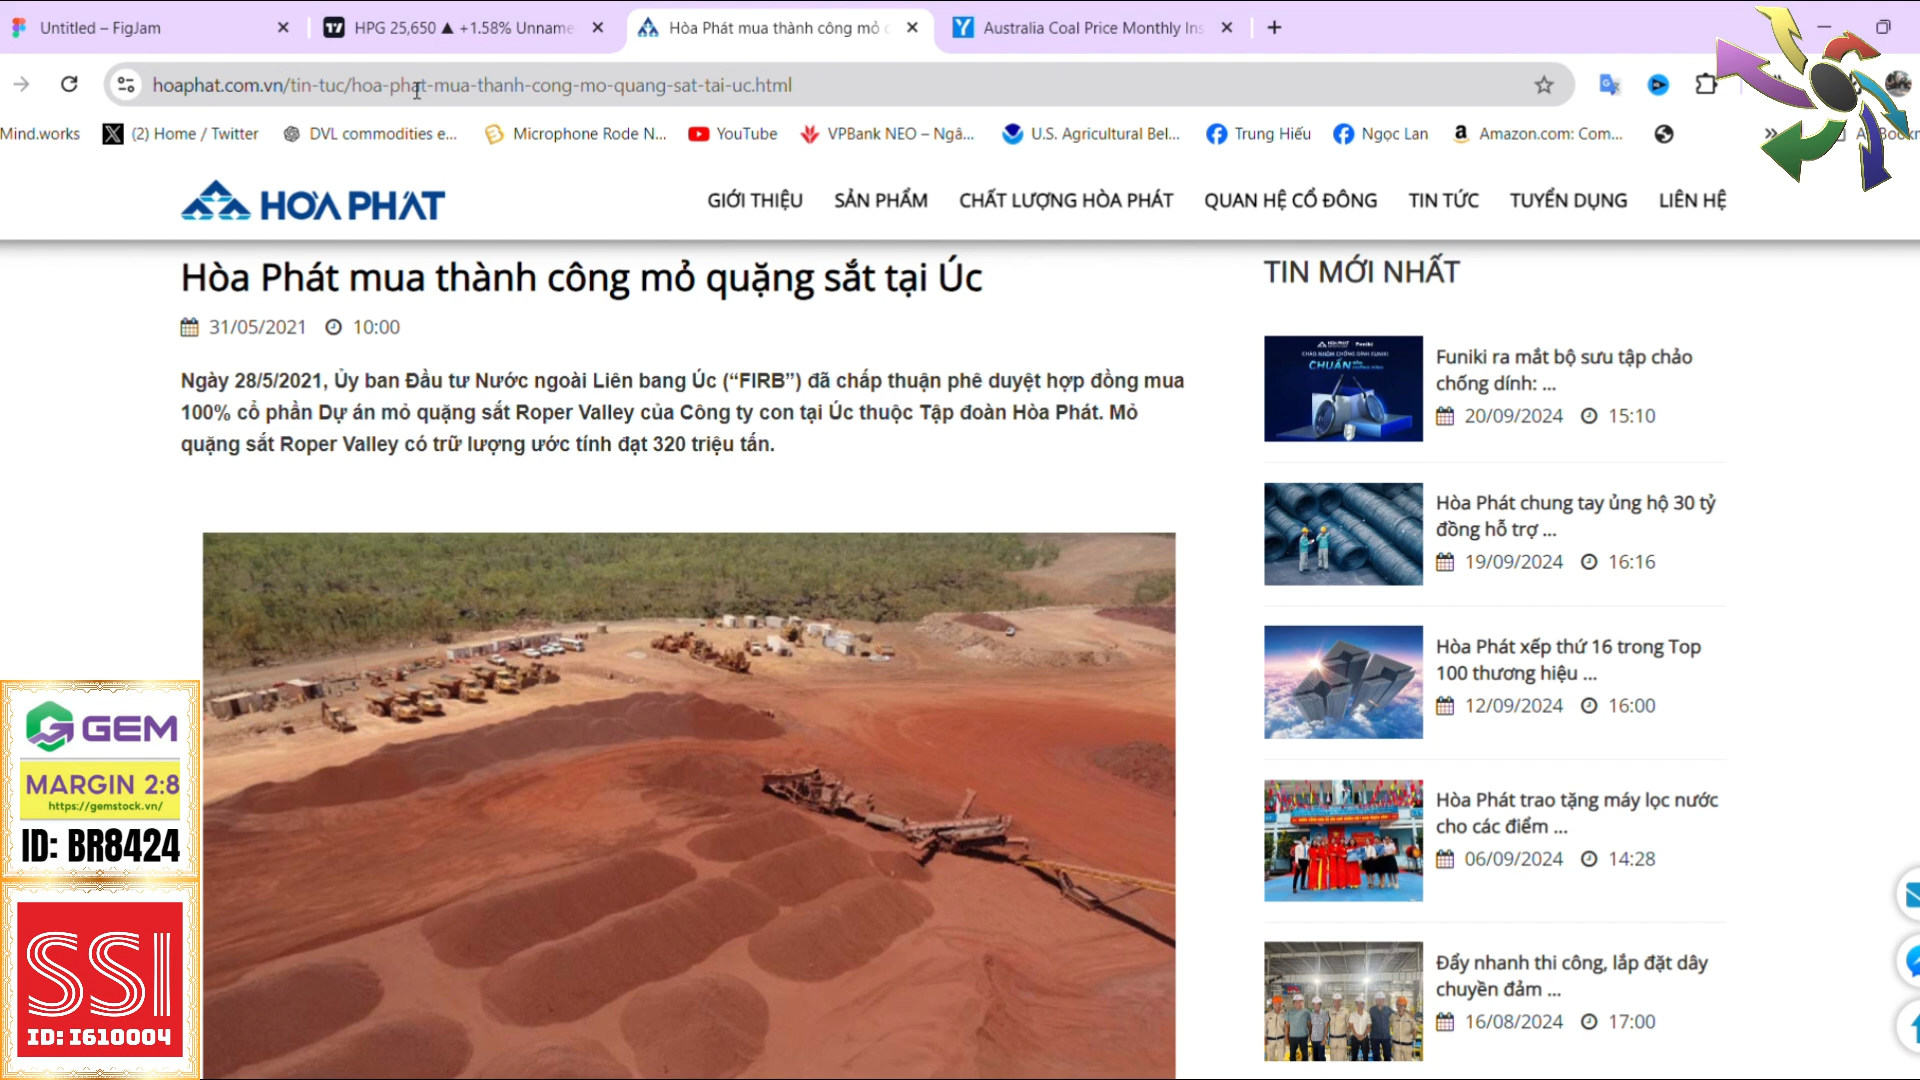 Untitled – FigJam
HPG 25,650 ▲ +1.58% Unname
Hòa Phát mua thành công mỏ
Australia Coal Price Monthly Ins
hoaphat.com.vn/tin-tuc/hoa-phat-mua-thanh-cong-mo-quang-sat-tai-uc.html
Mind.works
(2) Home / Twitter
DVL commodities e...
Microphone Rode N...
YouTube
VPBank NEO – Ngâ...
U.S. Agricultural Bel...
Trung Hiếu
Ngọc Lan
Amazon.com: Com...
HÒA PHÁT
GIỚI THIỆU
SẢN PHẨM
CHẤT LƯỢNG HÒA PHÁT
QUAN HỆ CỔ ĐÔNG
TIN TỨC
TUYỂN DỤNG
LIÊN HỆ
Hòa Phát mua thành công mỏ quặng sắt tại Úc
31/05/2021 10:00
Ngày 28/5/2021, Ủy ban Đầu tư Nước ngoài Liên bang Úc (“FIRB”) đã chấp thuận phê duyệt hợp đồng mua
100% cổ phần Dự án mỏ quặng sắt Roper Valley của Công ty con tại Úc thuộc Tập đoàn Hòa Phát. Mỏ
quặng sắt Roper Valley có trữ lượng ước tính đạt 320 triệu tấn.
TIN MỚI NHẤT
Funiki ra mắt bộ sưu tập chảo
chống dính: ...
20/09/2024 15:10
Hòa Phát chung tay ủng hộ 30 tỷ
đồng hỗ trợ ...
19/09/2024 16:16
Hòa Phát xếp thứ 16 trong Top
100 thương hiệu ...
12/09/2024 16:00
Hòa Phát trao tặng máy lọc nước
cho các điểm ...
06/09/2024 14:28
Đẩy nhanh thi công, lắp đặt dây
chuyền đảm ...
16/08/2024 17:00
GEM
MARGIN 2:8
https://gemstock.vn/
ID: BR8424
SSI
ID: I610004